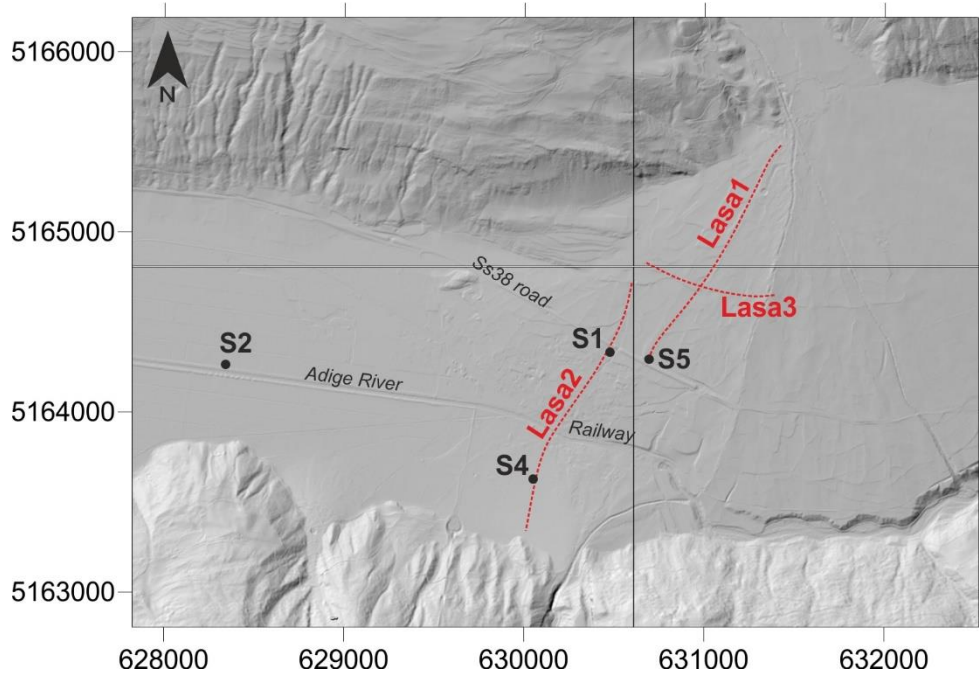 5166000
N
5165000
Lasa1
Ss38 road
Lasa3
S1
S5
S2
Adige River
Lasa2
5164000
Railway
S4
5163000
628000 629000 630000 631000 632000